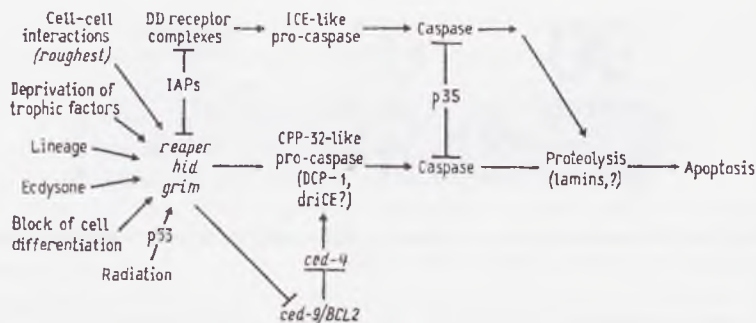 Cell-cell
interactions
(roughest)
DD receptor
complexes
ICE-like
pro-caspase
Caspase
Deprivation of
trophic factors
IAPs
p35
Lineage
reaper
hid
grim
CPP-32-like
pro-caspase
(DCP-1,
driCE?)
Caspase
Proteolysis
(lamins,?)
Apoptosis
Ecdysone
Block of cell
differentiation
p53
Radiation
ced-4
ced-9/BCL2